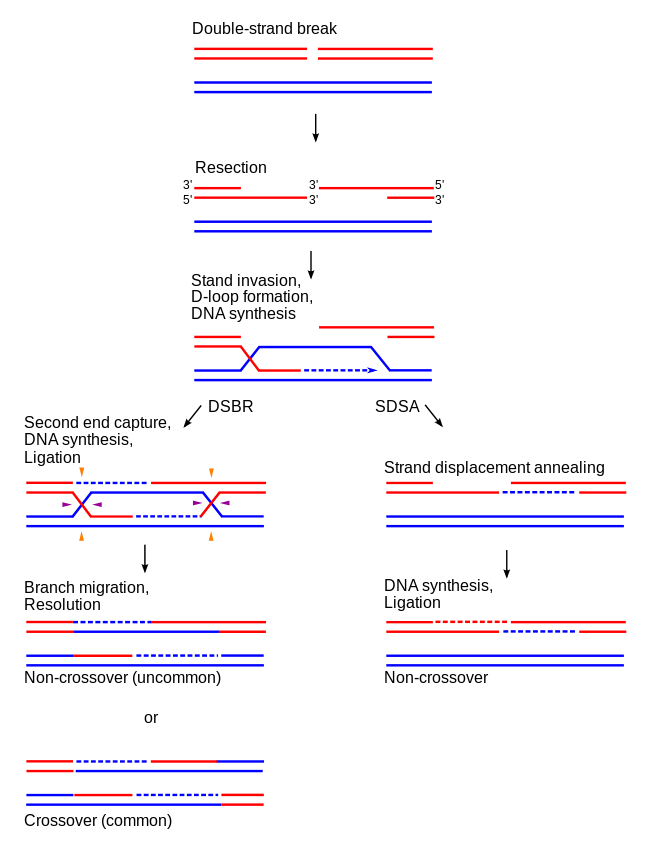 Double-strand break
Resection
3' 3' 5'
5' 3' 3'
Stand invasion,
D-loop formation,
DNA synthesis
DSBR SDSA
Second end capture,
DNA synthesis,
Ligation
Strand displacement annealing
Branch migration,
Resolution
DNA synthesis,
Ligation
Non-crossover (uncommon)
Non-crossover
or
Crossover (common)